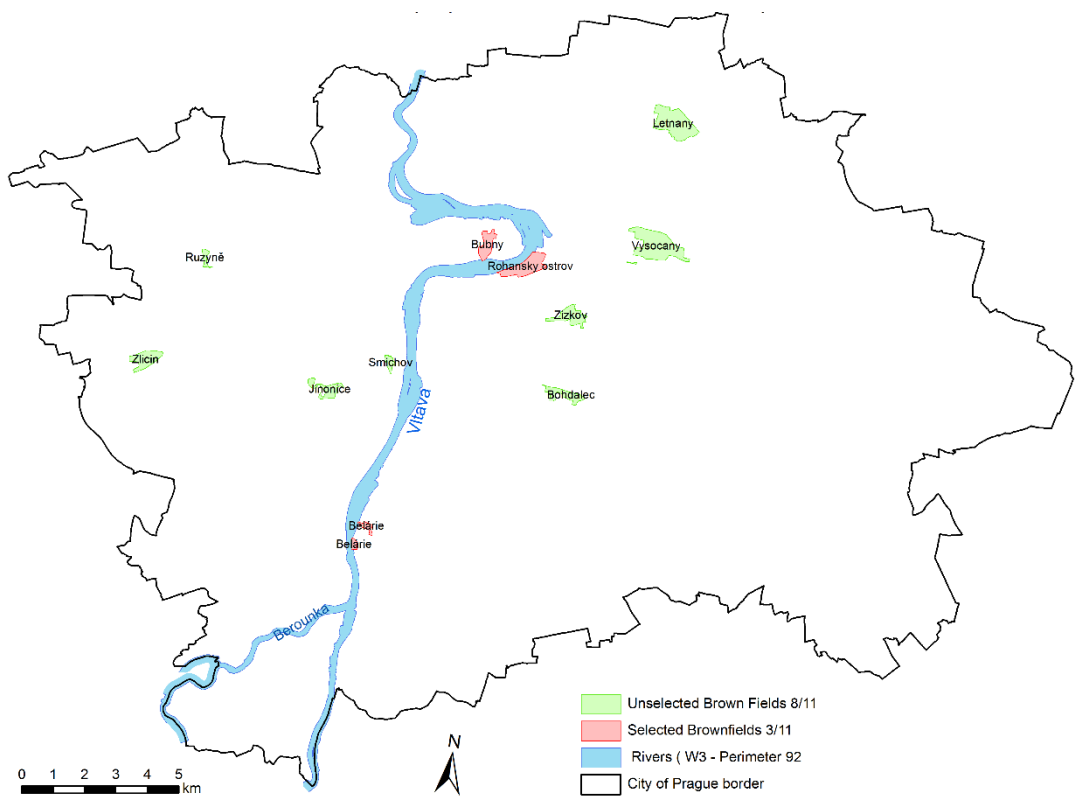 Letnany
Bubny
Vysocany
Ruzyně
Rohansky ostrov
Zizkov
Zlicin
Smichov
Jinonice
Bohdalec
Vltava
Belárie
Belárie
Berounka
Unselected Brown Fields 8/11
Selected Brownfields 3/11
Rivers ( W3 - Perimeter 92
City of Prague border
N
0 1 2 3 4 5
km